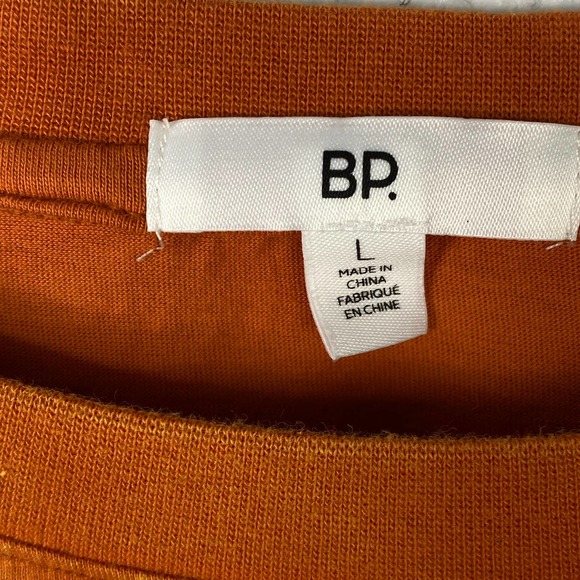 BP.
L
MADE IN
CHINA
FABRIQUÉ
EN CHINE